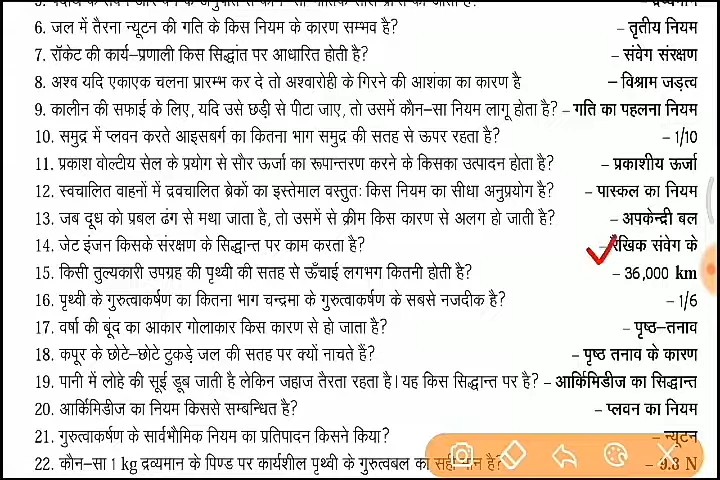 6. जल में तैरना न्यूटन की गति के किस नियम के कारण सम्भव है? – तृतीय नियम
7. रॉकेट की कार्य–प्रणाली किस सिद्धांत पर आधारित होती है? – संवेग संरक्षण
8. अश्व यदि एकाएक चलना प्रारम्भ कर दे तो अश्वारोही के गिरने की आशंका का कारण है – विश्राम जड़त्व
9. कालीन की सफाई के लिए, यदि उसे छड़ी से पीटा जाए, तो उसमें कौन–सा नियम लागू होता है? – गति का पहलना नियम
10. समुद्र में प्लवन करते आइसबर्ग का कितना भाग समुद्र की सतह से ऊपर रहता है? – 1/10
11. प्रकाश वोल्टीय सेल के प्रयोग से सौर ऊर्जा का रूपान्तरण करने के किसका उत्पादन होता है? – प्रकाशीय ऊर्जा
12. स्वचालित वाहनों में द्रवचालित ब्रेकों का इस्तेमाल वस्तुतः किस नियम का सीधा अनुप्रयोग है? – पास्कल का नियम
13. जब दूध को प्रबल ढंग से मथा जाता है, तो उसमें से क्रीम किस कारण से अलग हो जाती है? – अपकेन्द्री बल
14. जेट इंजन किसके संरक्षण के सिद्धान्त पर काम करता है? – रैखिक संवेग के
15. किसी तुल्यकारी उपग्रह की पृथ्वी की सतह से ऊँचाई लगभग कितनी होती है? – 36,000 km
16. पृथ्वी के गुरुत्वाकर्षण का कितना भाग चन्द्रमा के गुरुत्वाकर्षण के सबसे नजदीक है? – 1/6
17. वर्षा की बूंद का आकार गोलाकार किस कारण से हो जाता है? – पृष्ठ–तनाव
18. कपूर के छोटे–छोटे टुकड़े जल की सतह पर क्यों नाचते हैं? – पृष्ठ तनाव के कारण
19. पानी में लोहे की सूई डूब जाती है लेकिन जहाज तैरता रहता है। यह किस सिद्धान्त पर है? – आर्किमिडीज का सिद्धान्त
20. आर्किमिडीज का नियम किससे सम्बन्धित है? – प्लवन का नियम
21. गुरुत्वाकर्षण के सार्वभौमिक नियम का प्रतिपादन किसने किया? – न्यूटन
22. कौन–सा 1 kg द्रव्यमान के पिण्ड पर कार्यशील पृथ्वी के गुरुत्वबल का सही मान है? – 9.8 N